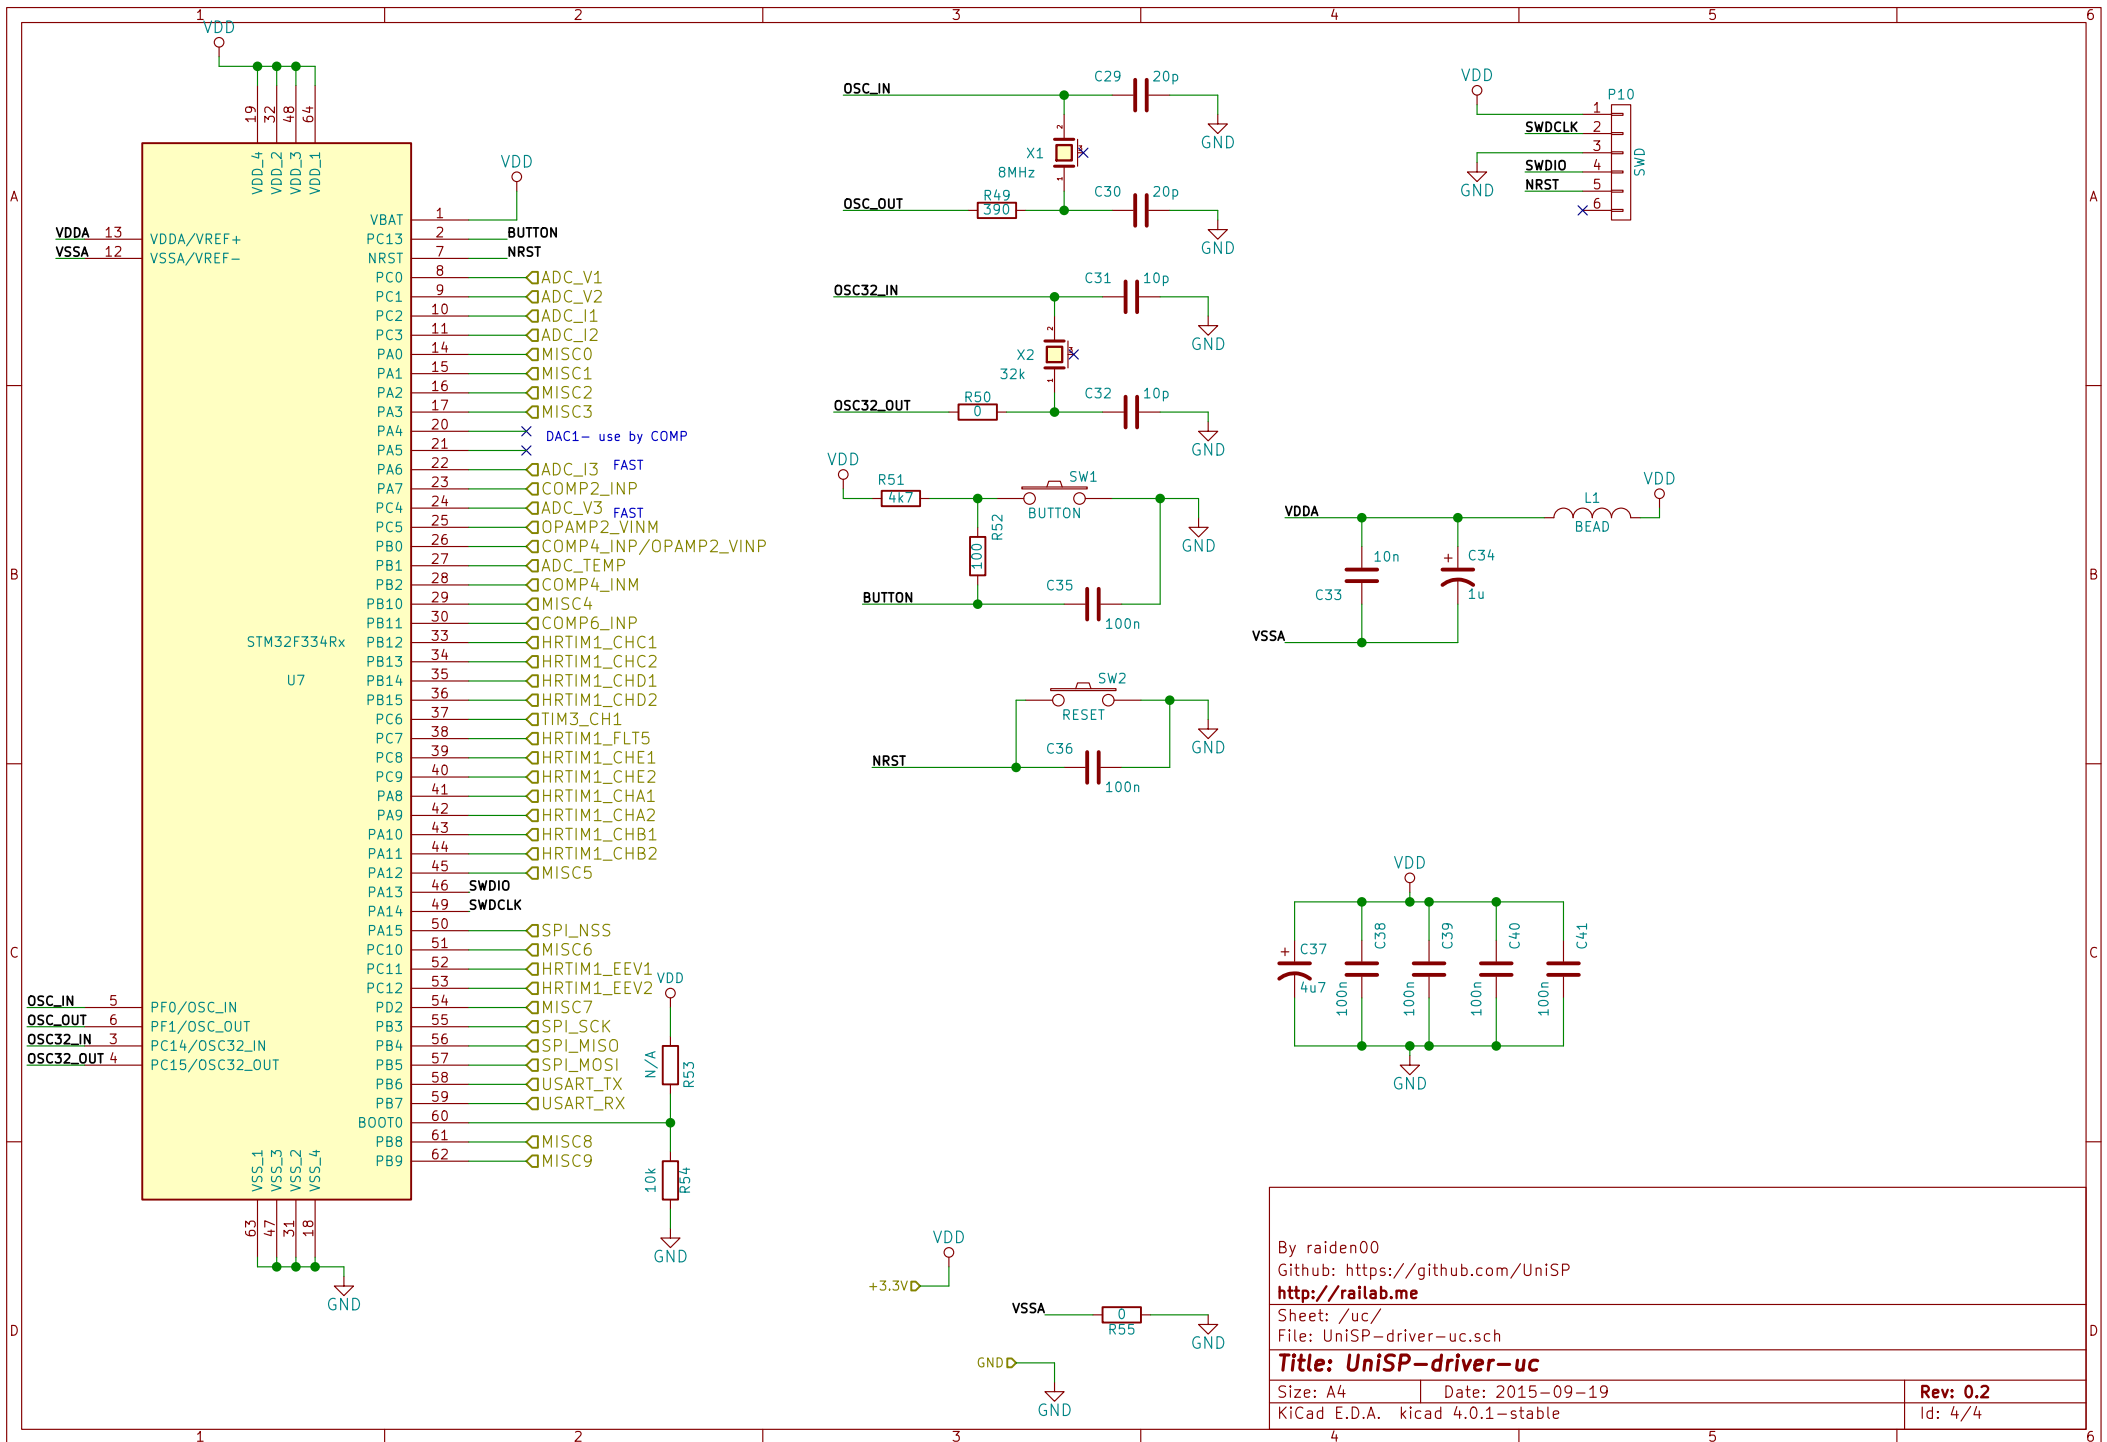 1 2 3 4 5 6
A A
B B
C C
D D
1 2 3 4 5 6
VDD
19 32 48 64
VDD_4 VDD_2 VDD_3 VDD_1
VDDA 13 VDDA/VREF+
VSSA 12 VSSA/VREF-
STM32F334Rx
U7
OSC_IN 5 PF0/OSC_IN
OSC_OUT 6 PF1/OSC_OUT
OSC32_IN 3 PC14/OSC32_IN
OSC32_OUT 4 PC15/OSC32_OUT
VSS_1 VSS_3 VSS_2 VSS_4
63 47 31 18
GND
VDD
VBAT 1
PC13 2 BUTTON
NRST 7 NRST
PC0 8 ADC_V1
PC1 9 ADC_V2
PC2 10 ADC_I1
PC3 11 ADC_I2
PA0 14 MISC0
PA1 15 MISC1
PA2 16 MISC2
PA3 17 MISC3
PA4 20
DAC1- use by COMP
PA5 21
PA6 22 ADC_I3 FAST
PA7 23 COMP2_INP
PC4 24 ADC_V3 FAST
PC5 25 OPAMP2_VINM
PB0 26 COMP4_INP/OPAMP2_VINP
PB1 27 ADC_TEMP
PB2 28 COMP4_INM
PB10 29 MISC4
PB11 30 COMP6_INP
PB12 33 HRTIM1_CHC1
PB13 34 HRTIM1_CHC2
PB14 35 HRTIM1_CHD1
PB15 36 HRTIM1_CHD2
PC6 37 TIM3_CH1
PC7 38 HRTIM1_FLT5
PC8 39 HRTIM1_CHE1
PC9 40 HRTIM1_CHE2
PA8 41 HRTIM1_CHA1
PA9 42 HRTIM1_CHA2
PA10 43 HRTIM1_CHB1
PA11 44 HRTIM1_CHB2
PA12 45 MISC5
PA13 46 SWDIO
PA14 49 SWDCLK
PA15 50 SPI_NSS
PC10 51 MISC6
PC11 52 HRTIM1_EEV1
PC12 53 HRTIM1_EEV2
PD2 54 MISC7
PB3 55 SPI_SCK
PB4 56 SPI_MISO
PB5 57 SPI_MOSI
PB6 58 USART_TX
PB7 59 USART_RX
BOOT0 60
PB8 61 MISC8
PB9 62 MISC9
VDD
N/A R53
10k R54
GND
OSC_IN C29 20p
GND
2
X1
8MHz
1
OSC_OUT R49 390 C30 20p
GND
OSC32_IN C31 10p
GND
2
X2
32k
1
OSC32_OUT R50 0 C32 10p
GND
VDD
R51 4k7 SW1
BUTTON
GND
R52 100
BUTTON C35
100n
SW2
RESET
GND
NRST C36
100n
VDD
P10
1
SWDCLK 2
3
SWDIO 4
NRST 5
6
SWD
GND
VDD
VDDA L1
BEAD
10n C33
+ C34 1u
VSSA
VDD
+ C37 C38 C39 C40 C41
4u7 100n 100n 100n 100n
GND
VDD
+3.3V
VSSA 0
R55
GND
GND
GND
By raiden00
Github: https://github.com/UniSP
http://railab.me
Sheet: /uc/
File: UniSP-driver-uc.sch
Title: UniSP-driver-uc
Size: A4 Date: 2015-09-19 Rev: 0.2
KiCad E.D.A. kicad 4.0.1-stable Id: 4/4